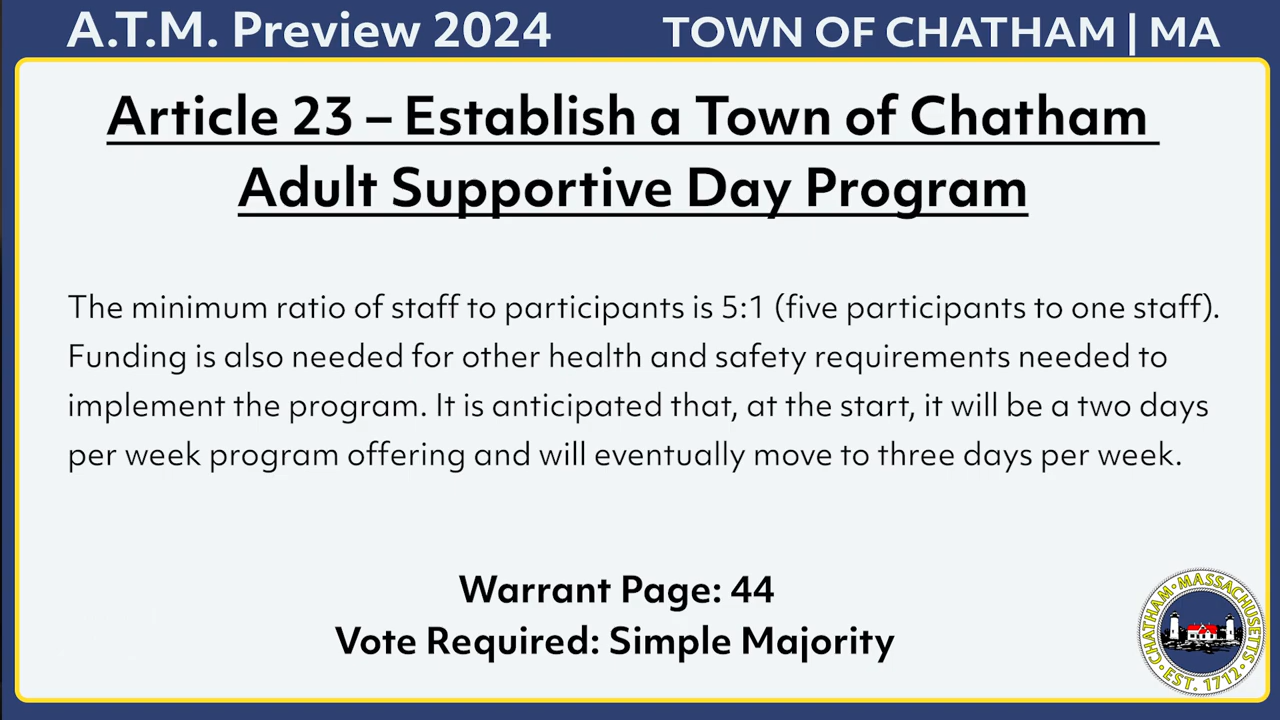 A.T.M. Preview 2024
TOWN OF CHATHAM | MA
Article 23 – Establish a Town of Chatham
Adult Supportive Day Program
The minimum ratio of staff to participants is 5:1 (five participants to one staff).
Funding is also needed for other health and safety requirements needed to
implement the program. It is anticipated that, at the start, it will be a two days
per week program offering and will eventually move to three days per week.
Warrant Page: 44
Vote Required: Simple Majority
CHATHAM · MASSACHUSETTS
EST. 1712